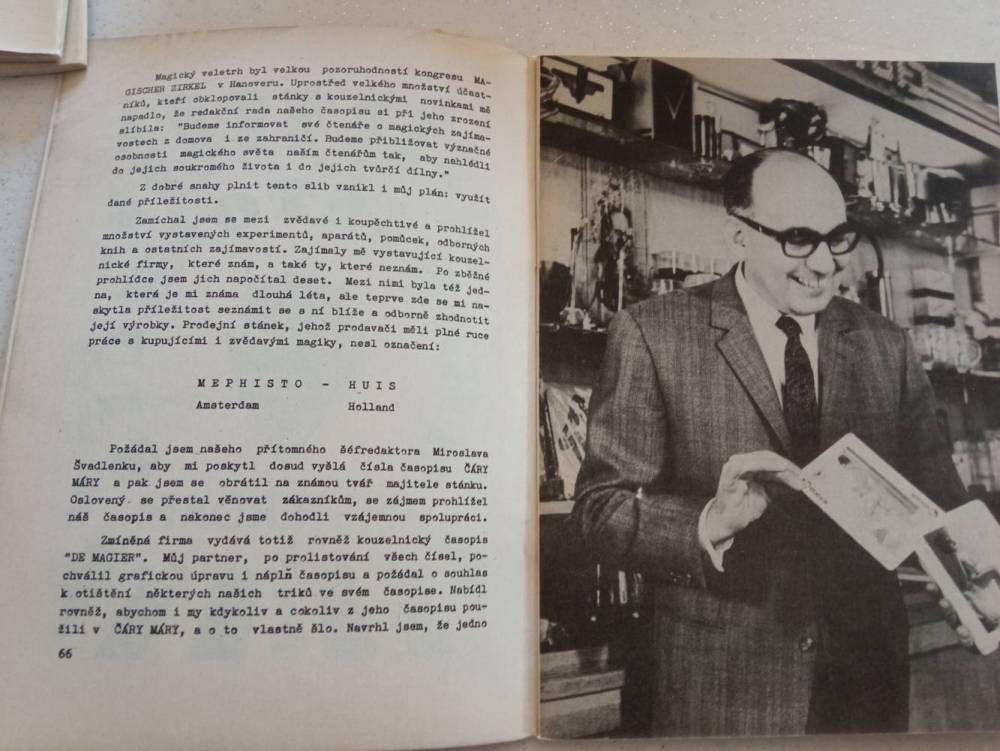 Magický veletrh byl velkou pozoruhodností kongresu MA-
GISCHER ZIRKEL v Hanoveru. Uprostřed velkého množství účast-
níků, kteří obklopovali stánky s kouzelnickými novinkami mě
napadlo, že redakční rada našeho časopisu si při jeho zrození
slíbila: "Budeme informovat své čtenáře o magických zajíma-
vostech z domova i ze zahraničí. Budeme přibližovat význačné
osobnosti magického světa naším čtenářům tak, aby nahlédli
do jejich soukromého života i do jejich tvůrčí dílny."
Z dobré snahy plnit tento slib vznikl i můj plán: využít
dané příležitosti.
Zamíchal jsem se mezi zvědavé i koupěchtivé a prohlížel
množství vystavených experimentů, aparátů, pomůcek, odborných
knih a ostatních zajímavostí. Zajímaly mě vystavující kouzel-
nické firmy, které znám, a také ty, které neznám. Po zběžné
prohlídce jsem jich napočítal deset. Mezi nimi byla též jed-
na, která je mi známa dlouhá léta, ale teprve zde se mi na-
skytla příležitost seznámit se s ní blíže a odborně zhodnotit
její výrobky. Prodejní stánek, jehož prodavači měli plné ruce
práce s kupujícími i zvědavými magiky, nesl označení:
MEPHISTO - HUIS
Amsterdam Holland
Požádal jsem našeho přítomného šéfredaktora Miroslava
Švadlenku, aby mi poskytl dosud vyšlá čísla časopisu ČÁRY
MÁRY a pak jsem se obrátil na známou tvář majitele stánku.
Oslovený se přestal věnovat zákazníkům, se zájmem prohlížel
náš časopis a nakonec jsme dohodli vzájemnou spolupráci.
Zmíněná firma vydává totiž rovněž kouzelnický časopis
"DE MAGIER". Můj partner, po prolistování všech čísel, po-
chválil grafickou úpravu i náplň časopisu a požádal o souhlas
k otištění některých našich triků ve svém časopise. Nabídl
rovněž, abychom i my kdykoliv a cokoliv z jeho časopisu pou-
žili v ČÁRY MÁRY, a o to vlastně šlo. Navrhl jsem, že jedno
66